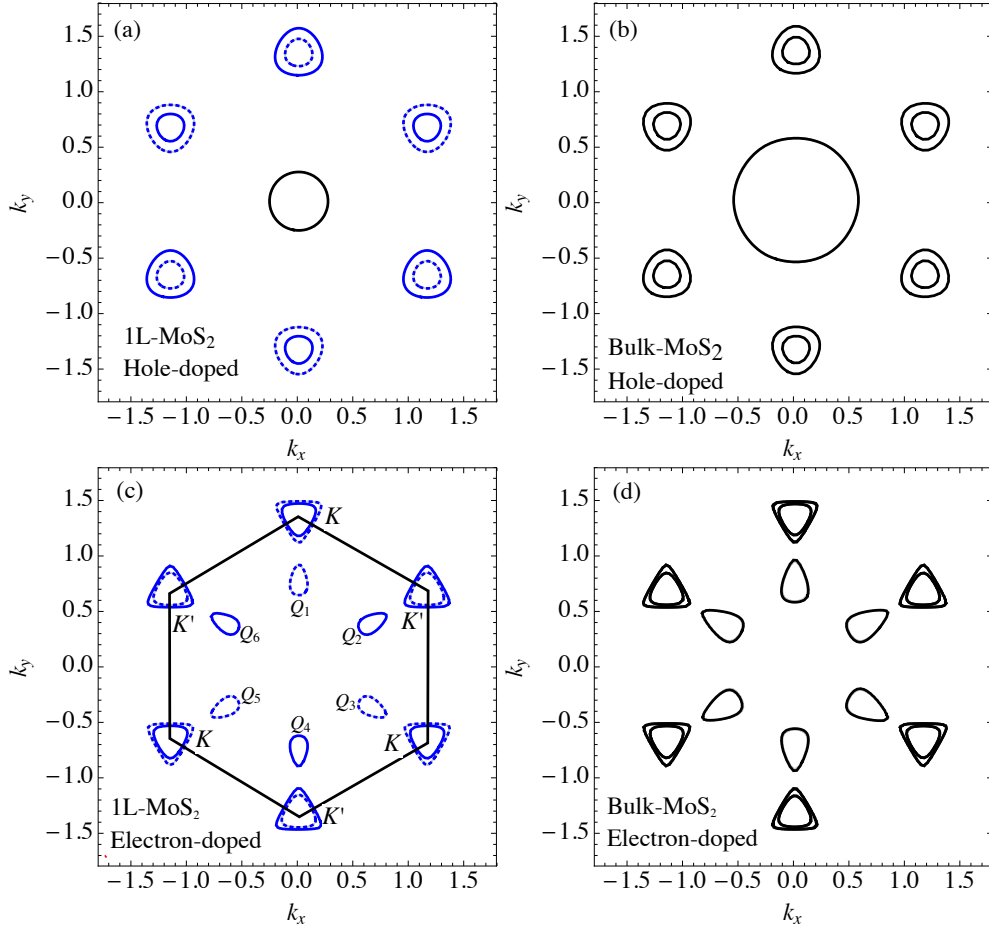 (a)
1.5
1.0
0.5
0.0
−0.5
−1.0
−1.5
k_y
1L-MoS₂
Hole-doped
−1.5 −1.0 −0.5 0.0 0.5 1.0 1.5
k_x
(b)
1.5
1.0
0.5
0.0
−0.5
−1.0
−1.5
k_y
Bulk-MoS2
Hole-doped
−1.5 −1.0 −0.5 0.0 0.5 1.0 1.5
k_x
(c)
1.5
1.0
0.5
0.0
−0.5
−1.0
−1.5
k_y
K
Q₁
K' K'
Q₆ Q₂
Q₅ Q₃
Q₄
K K
K'
1L-MoS₂
Electron-doped
−1.5 −1.0 −0.5 0.0 0.5 1.0 1.5
k_x
(d)
1.5
1.0
0.5
0.0
−0.5
−1.0
−1.5
k_y
Bulk-MoS₂
Electron-doped
−1.5 −1.0 −0.5 0.0 0.5 1.0 1.5
k_x